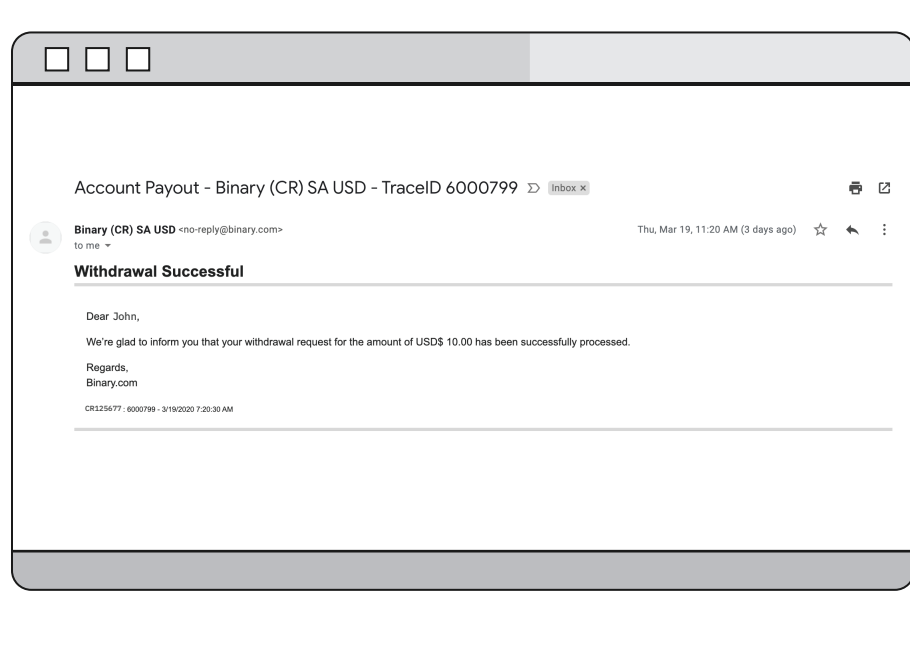 Account Payout - Binary (CR) SA USD - TraceID 6000799 Inbox ×
Binary (CR) SA USD <no-reply@binary.com> Thu, Mar 19, 11:20 AM (3 days ago)
to me
Withdrawal Successful
Dear John,
We're glad to inform you that your withdrawal request for the amount of USD$ 10.00 has been successfully processed.
Regards,
Binary.com
CR125677 : 6000799 - 3/19/2020 7:20:30 AM